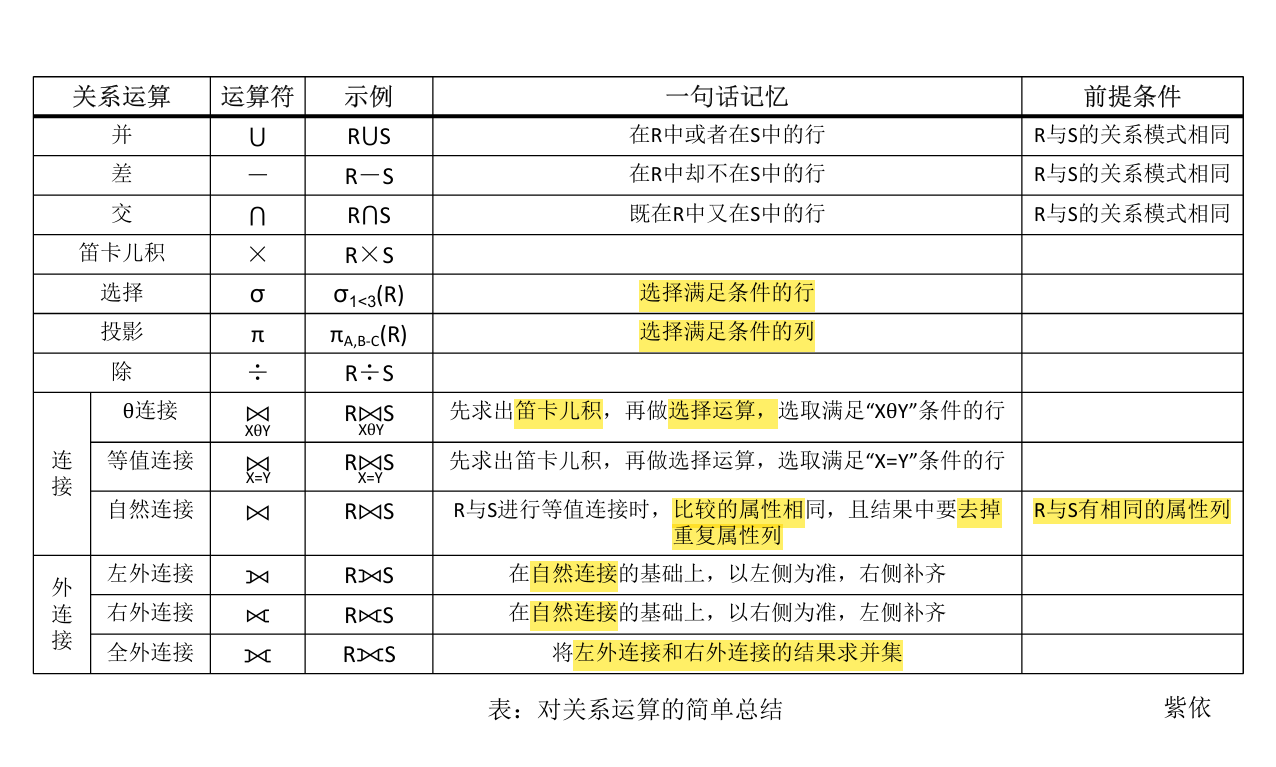 关系运算 运算符 示例 一句话记忆 前提条件
并 ∪ R∪S 在R中或者在S中的行 R与S的关系模式相同
差 － R－S 在R中却不在S中的行 R与S的关系模式相同
交 ∩ R∩S 既在R中又在S中的行 R与S的关系模式相同
笛卡儿积 × R×S
选择 σ σ1<3(R) 选择满足条件的行
投影 π πA,B-C(R) 选择满足条件的列
除 ÷ R÷S
连接
θ连接 ⋈ XθY R⋈S XθY 先求出笛卡儿积，再做选择运算，选取满足“XθY”条件的行
等值连接 ⋈ X=Y R⋈S X=Y 先求出笛卡儿积，再做选择运算，选取满足“X=Y”条件的行
自然连接 ⋈ R⋈S R与S进行等值连接时，比较的属性相同，且结果中要去掉 R与S有相同的属性列
重复属性列
外连接
左外连接 ⟕ R⟕S 在自然连接的基础上，以左侧为准，右侧补齐
右外连接 ⟖ R⟖S 在自然连接的基础上，以右侧为准，左侧补齐
全外连接 ⟗ R⟗S 将左外连接和右外连接的结果求并集
表：对关系运算的简单总结 紫依